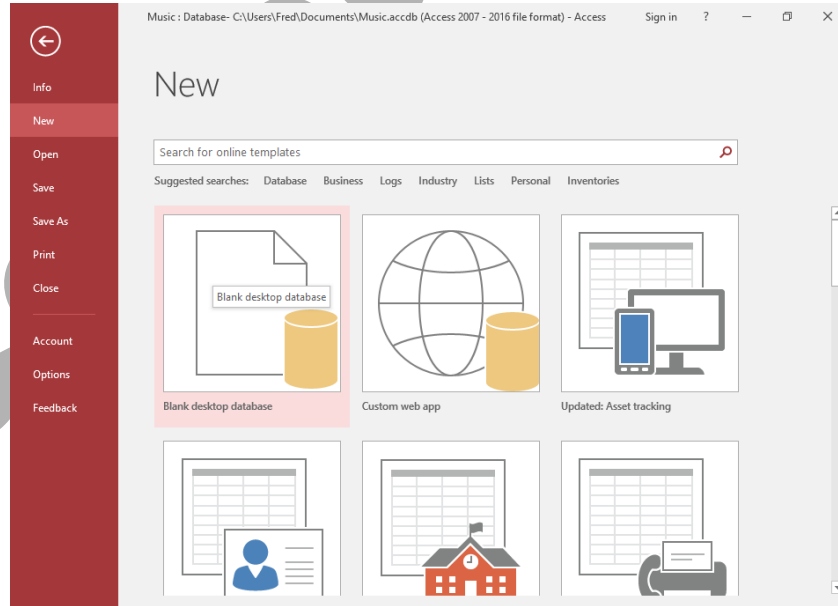 Music : Database- C:\Users\Fred\Documents\Music.accdb (Access 2007 - 2016 file format) - Access Sign in ?
Info
New
Open
Save
Save As
Print
Close
Account
Options
Feedback
New
Search for online templates
Suggested searches: Database Business Logs Industry Lists Personal Inventories
Blank desktop database
Blank desktop database
Custom web app
Updated: Asset tracking